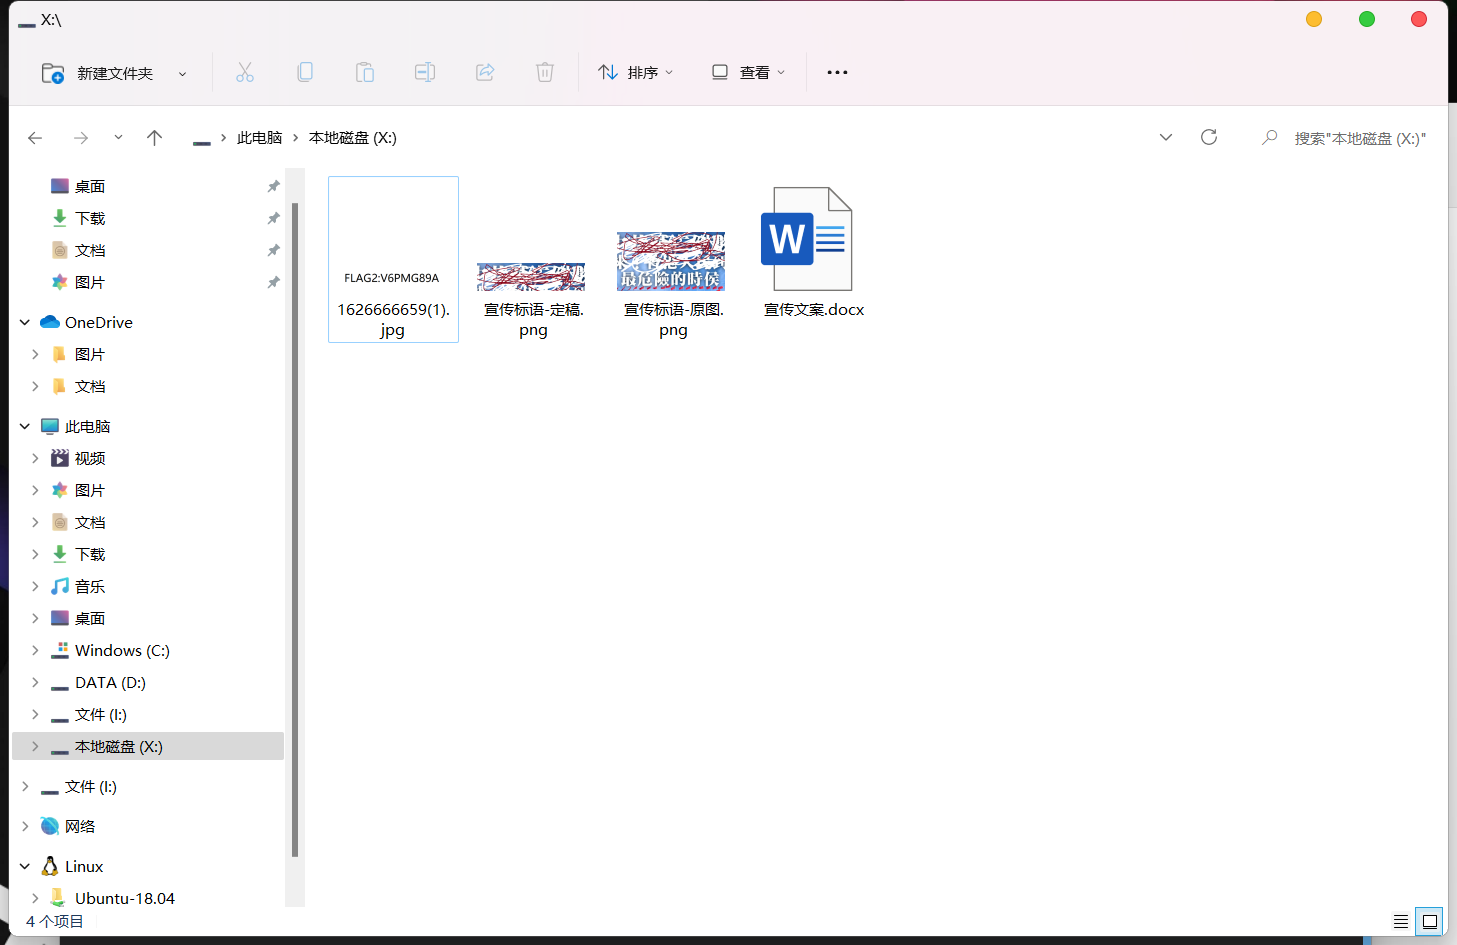 X:\
新建文件夹
排序
查看
此电脑
本地磁盘 (X:)
搜索"本地磁盘 (X:)"
桌面
下载
文档
图片
OneDrive
图片
文档
此电脑
视频
图片
文档
下载
音乐
桌面
Windows (C:)
DATA (D:)
文件 (I:)
本地磁盘 (X:)
文件 (I:)
网络
Linux
Ubuntu-18.04
4 个项目
FLAG2:V6PMG89A
1626666659(1).
jpg
宣传标语-定稿.
png
最危險的時侯
宣传标语-原图.
png
W
宣传文案.docx